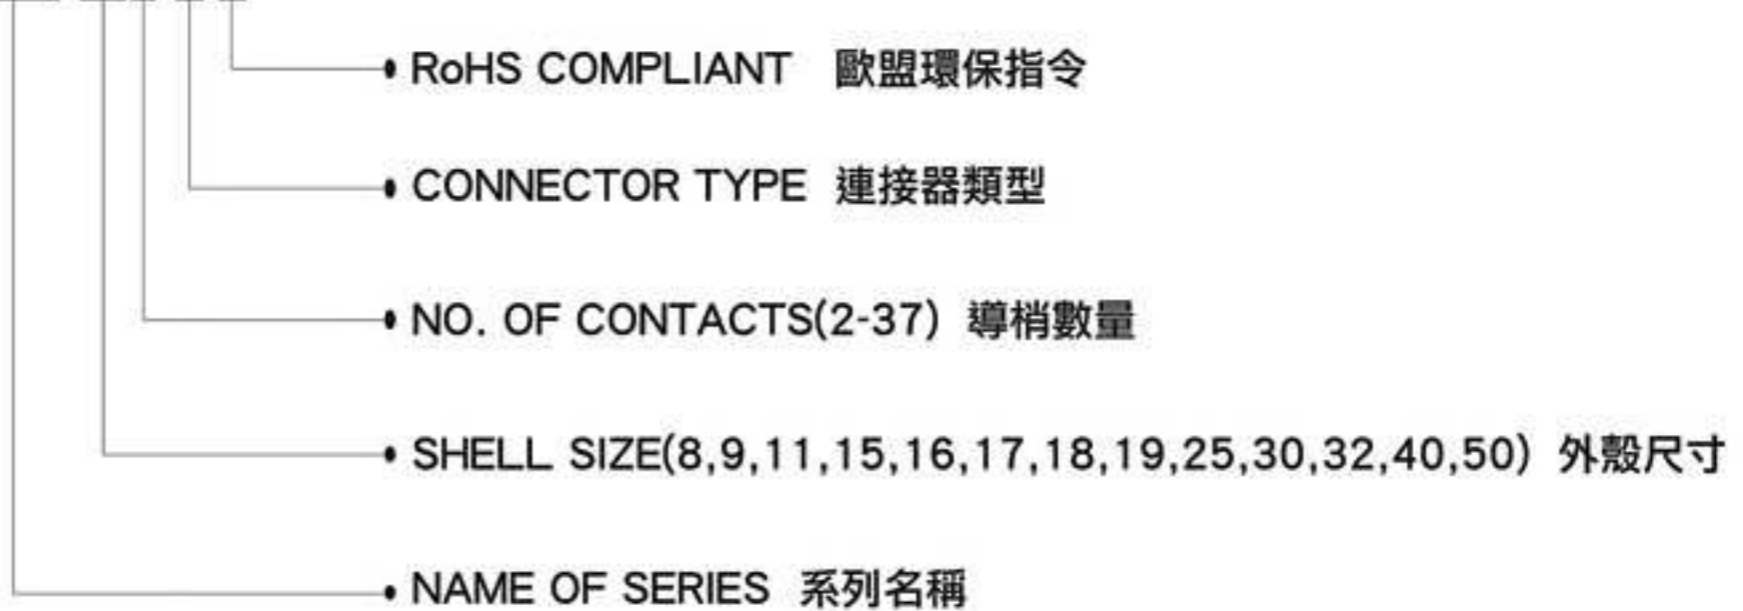 RoHS COMPLIANT 歐盟環保指令
CONNECTOR TYPE 連接器類型
NO. OF CONTACTS(2-37) 導梢數量
SHELL SIZE(8,9,11,15,16,17,18,19,25,30,32,40,50) 外殼尺寸
NAME OF SERIES 系列名稱